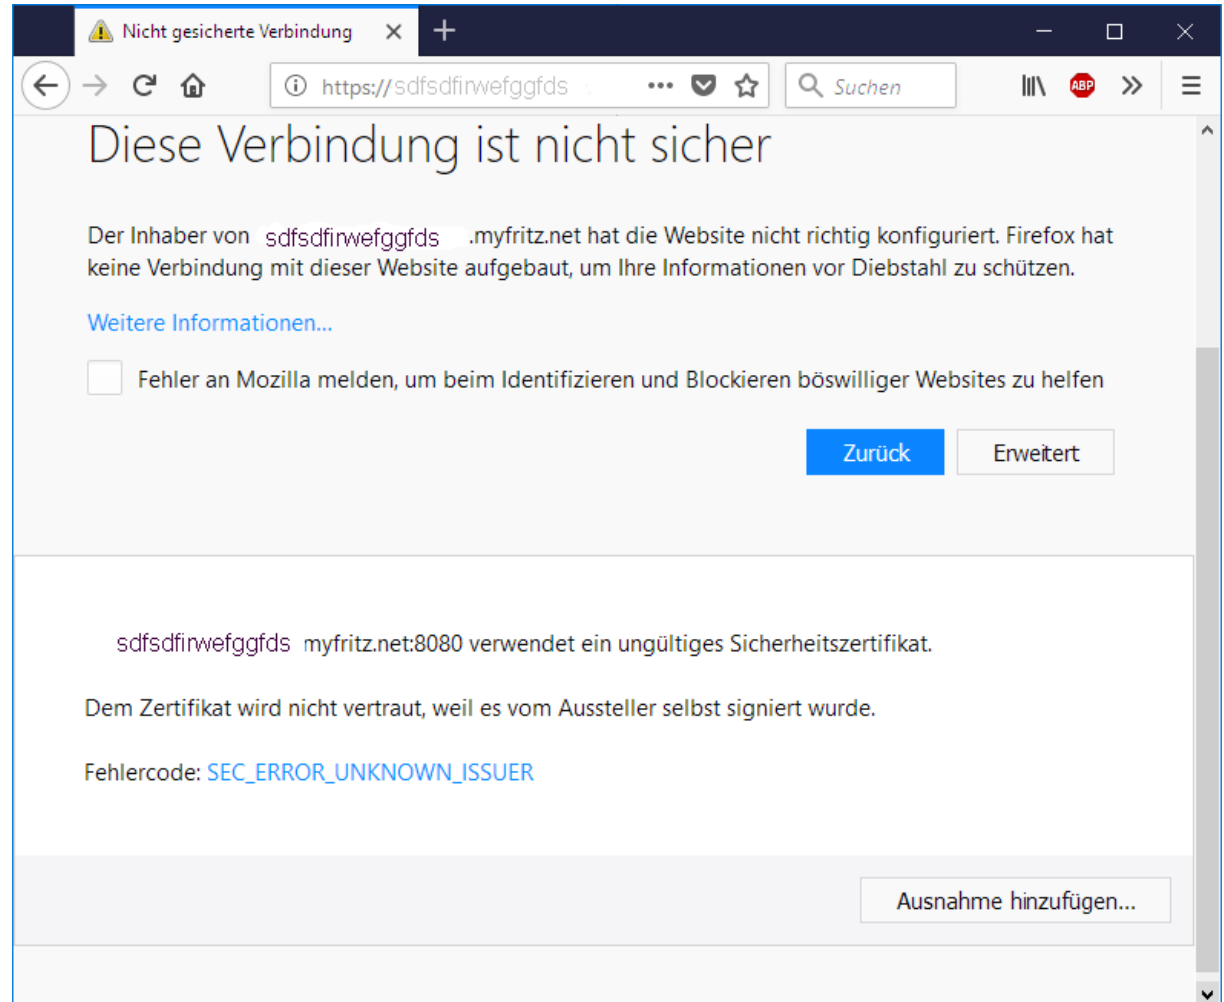 Nicht gesicherte Verbindung
https://sdfsdfirwefggfds
Suchen
ABP
Diese Verbindung ist nicht sicher
Der Inhaber von sdfsdfirwefggfds .myfritz.net hat die Website nicht richtig konfiguriert. Firefox hat
keine Verbindung mit dieser Website aufgebaut, um Ihre Informationen vor Diebstahl zu schützen.
Weitere Informationen...
Fehler an Mozilla melden, um beim Identifizieren und Blockieren böswilliger Websites zu helfen
Zurück
Erweitert
sdfsdfirwefggfds myfritz.net:8080 verwendet ein ungültiges Sicherheitszertifikat.
Dem Zertifikat wird nicht vertraut, weil es vom Aussteller selbst signiert wurde.
Fehlercode: SEC_ERROR_UNKNOWN_ISSUER
Ausnahme hinzufügen...